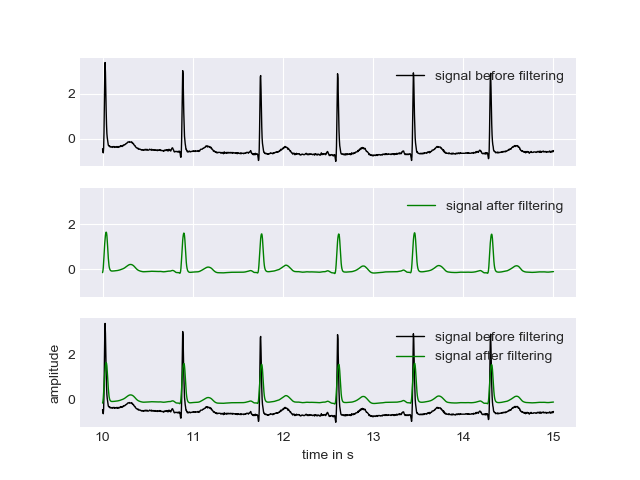 signal before filtering
2
0
signal after filtering
2
0
signal before filtering
signal after filtering
2
0
amplitude
10 11 12 13 14 15
time in s